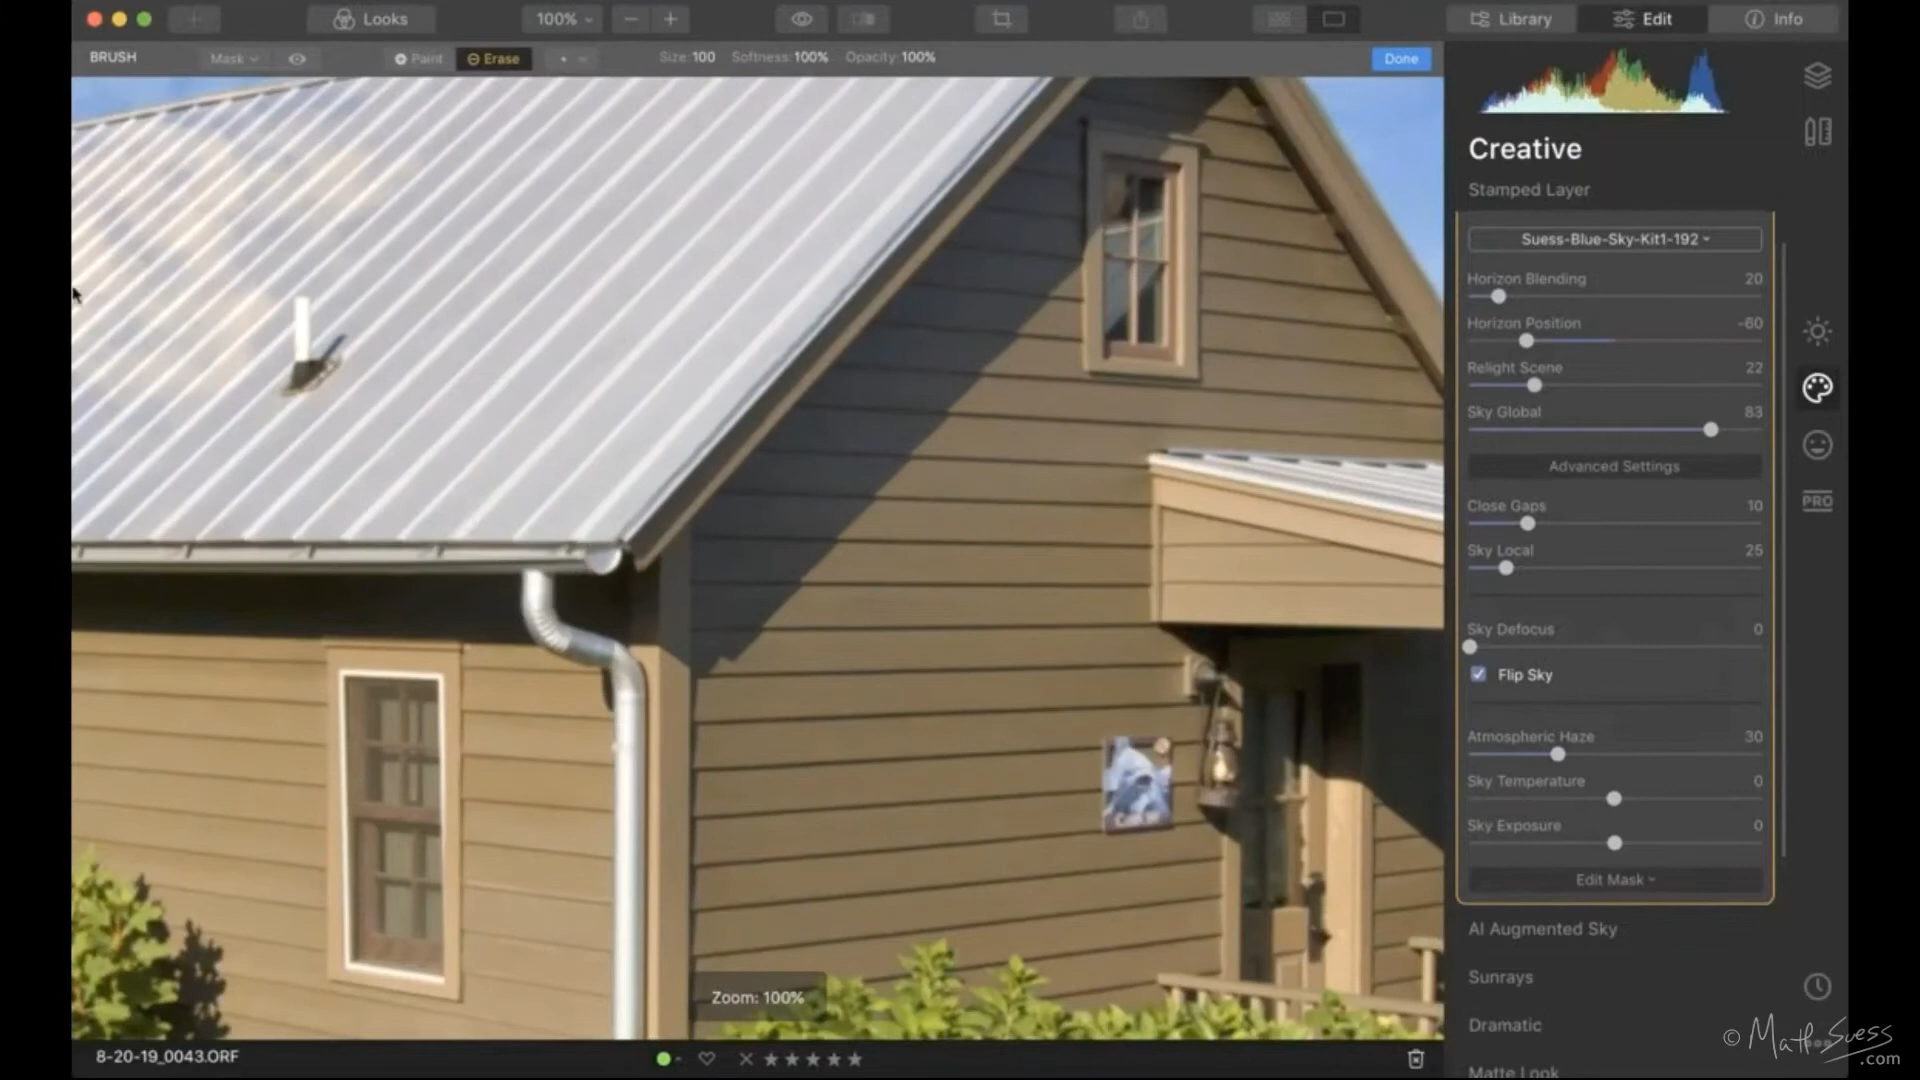 Looks
100%
Library
Edit
Info
BRUSH
Mask
Paint
Erase
Size: 100
Softness: 100%
Opacity: 100%
Done
Creative
Stamped Layer
Suess-Blue-Sky-Kit1-192
Horizon Blending 20
Horizon Position -60
Relight Scene 22
Sky Global 83
Advanced Settings
Close Gaps 10
Sky Local 25
Sky Defocus 0
Flip Sky
Atmospheric Haze 30
Sky Temperature 0
Sky Exposure 0
Edit Mask
PRO
AI Augmented Sky
Sunrays
Dramatic
Matte Look
Zoom: 100%
8-20-19_0043.ORF
© Matt Suess
.com